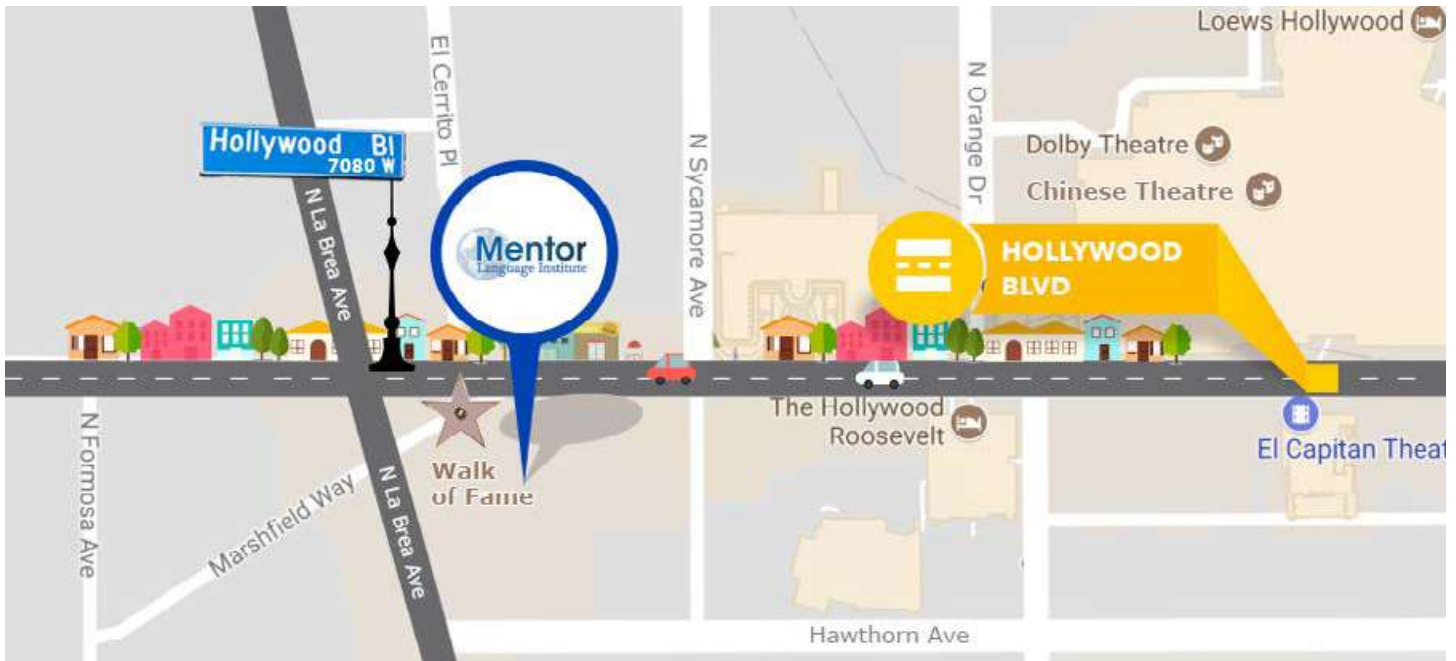 Loews Hollywood
El Cerrito Pl
N Orange Dr
Hollywood Bl
7080 W
N Sycamore Ave
Dolby Theatre
Chinese Theatre
N La Brea Ave
Mentor
Language Institute
HOLLYWOOD
BLVD
The Hollywood
Roosevelt
N Formosa Ave
Walk
of Fame
El Capitan Theat
Marshfield Way
N La Brea Ave
Hawthorn Ave